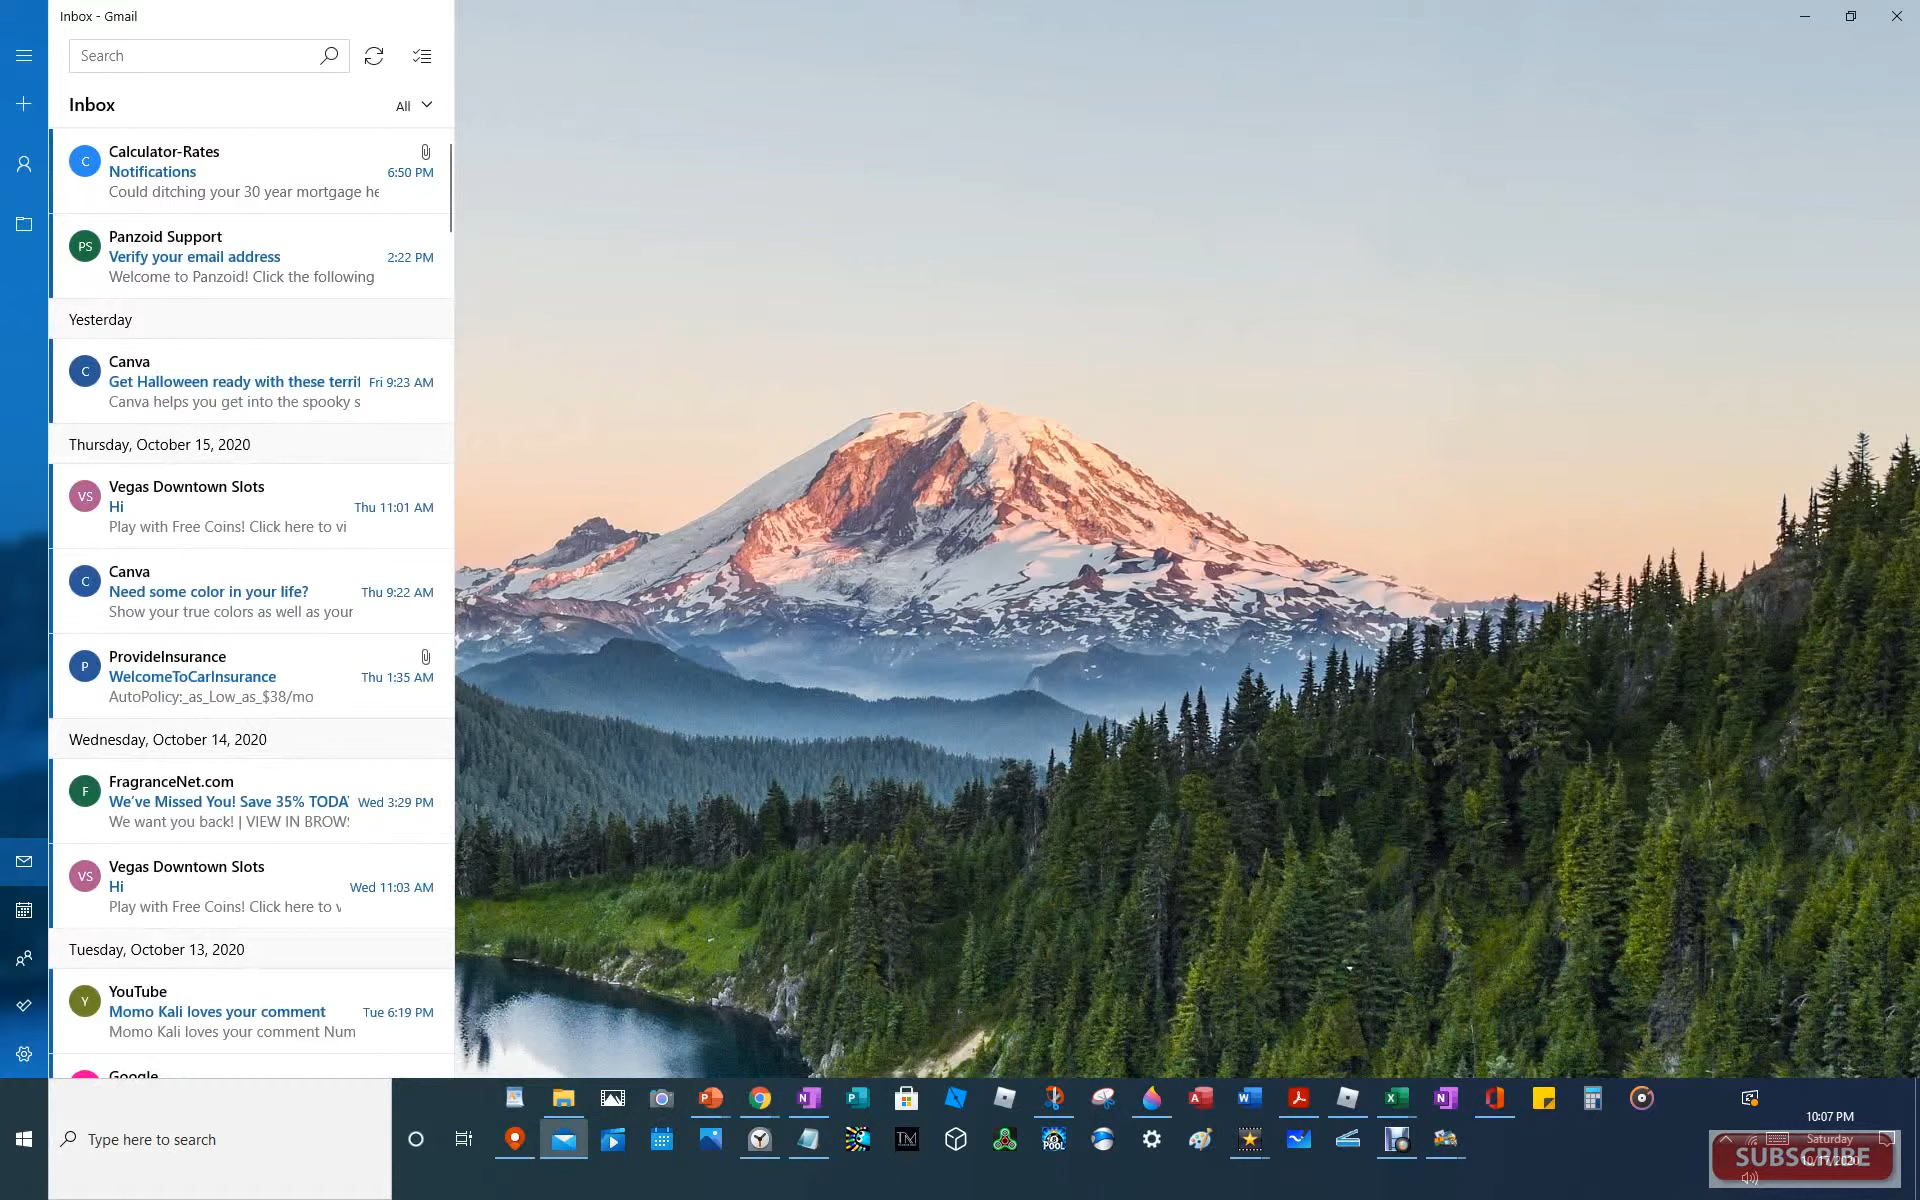 Inbox - Gmail
Search
Inbox
All
C
Calculator-Rates
Notifications
6:50 PM
Could ditching your 30 year mortgage he
PS
Panzoid Support
Verify your email address
2:22 PM
Welcome to Panzoid! Click the following
Yesterday
C
Canva
Get Halloween ready with these terrif
Fri 9:23 AM
Canva helps you get into the spooky s
Thursday, October 15, 2020
VS
Vegas Downtown Slots
Hi
Thu 11:01 AM
Play with Free Coins! Click here to vi
C
Canva
Need some color in your life?
Thu 9:22 AM
Show your true colors as well as your
P
ProvideInsurance
WelcomeToCarInsurance
Thu 1:35 AM
AutoPolicy:_as_Low_as_$38/mo
Wednesday, October 14, 2020
F
FragranceNet.com
We´ve Missed You! Save 35% TODA
Wed 3:29 PM
We want you back! | VIEW IN BROWS
VS
Vegas Downtown Slots
Hi
Wed 11:03 AM
Play with Free Coins! Click here to v
Tuesday, October 13, 2020
Y
YouTube
Momo Kali loves your comment
Tue 6:19 PM
Momo Kali loves your comment Num
Google
Type here to search
10:07 PM
Saturday
10/17/2020
SUBSCRIBE